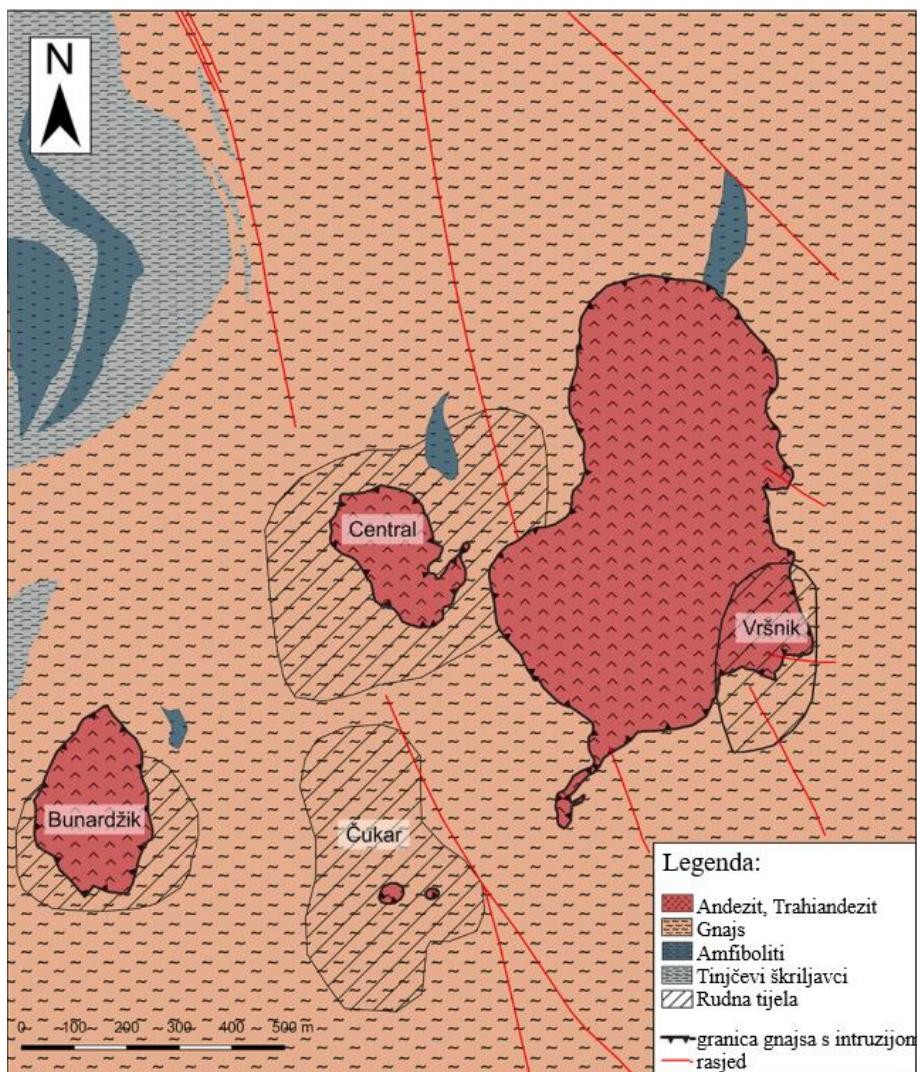 N
Central
Vršnik
Bunardžik
Čukar
0 100 200 300 400 500 m
Legenda:
Andezit, Trahiandezit
Gnajs
Amfiboliti
Tinjčevi škriljavci
Rudna tijela
granica gnajsa s intruzijom
rasjed